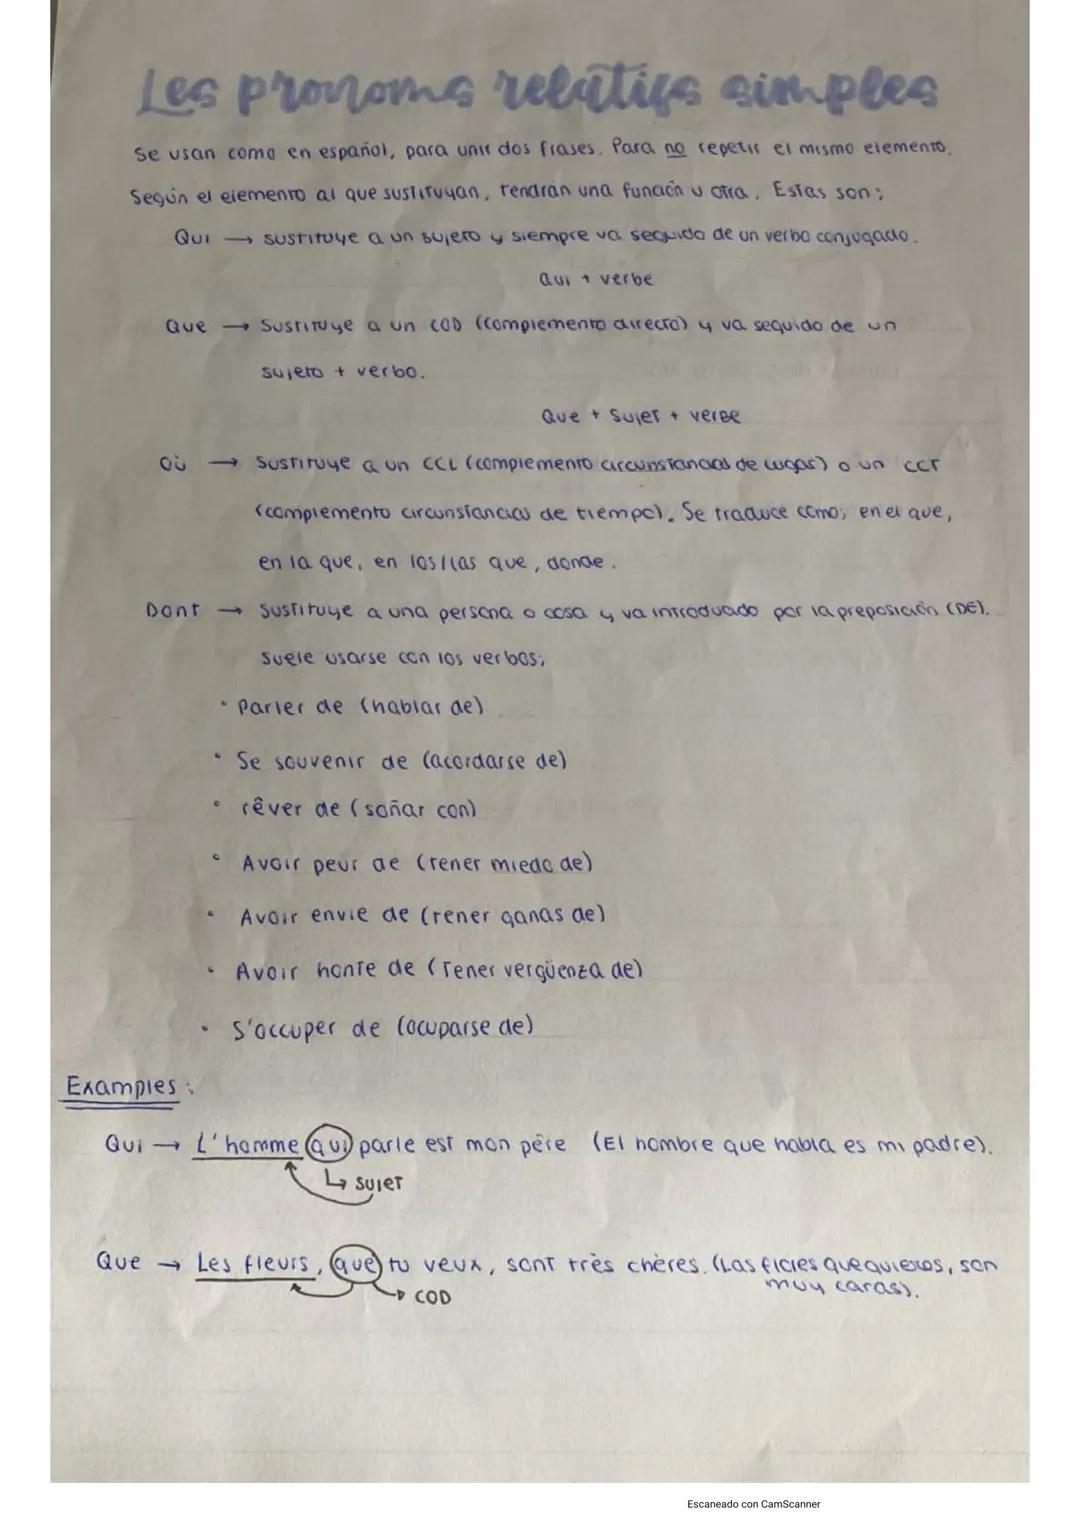 Les pronoms relatifs simples
Se usan como en español, para unir dos frases. Para no repetir el mismo elemento.
Según el elemento al que sustituyan, tendrán una función u otra. Estas son;
Qui → sustituye a un sujeto y siempre va seguido de un verbo conjugado.
Qui + verbe
Que → Sustituye a un COD (complemento directo) y va seguido de un
sujeto + verbo.
Que + Sujet + verbe
Où → Sustituye a un CCL (complemento circunstancial de lugar) o un CCT
(complemento circunstancial de tiempo). Se traduce como; en el que,
en la que, en los/las que, donde.
Dont → Sustituye a una persona o cosa y va introducido por la preposición (DE).
Suele usarse con los verbos;
• Parler de (hablar de)
• Se souvenir de (acordarse de)
• rêver de (soñar con)
• Avoir peur de (tener miedo de)
• Avoir envie de (tener ganas de)
• Avoir honte de (Tener vergüenza de)
• S'occuper de (ocuparse de)
Examples:
Qui → L'homme qui parle est mon père (El hombre que habla es mi padre).
↳ sujet
Que → Les fleurs, que tu veux, sont très chères. (Las flores que quieres, son
muy caras).
↳ COD
Escaneado con CamScanner